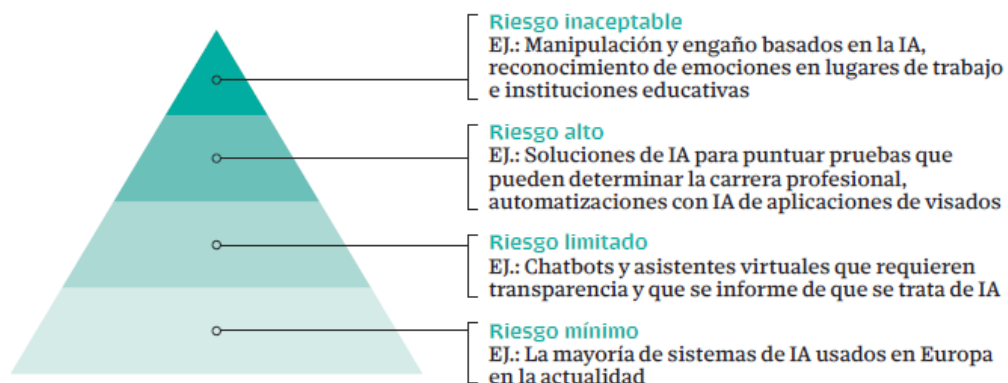 Riesgo inaceptable
EJ.: Manipulación y engaño basados en la IA,
reconocimiento de emociones en lugares de trabajo
e instituciones educativas
Riesgo alto
EJ.: Soluciones de IA para puntuar pruebas que
pueden determinar la carrera profesional,
automatizaciones con IA de aplicaciones de visados
Riesgo limitado
EJ.: Chatbots y asistentes virtuales que requieren
transparencia y que se informe de que se trata de IA
Riesgo mínimo
EJ.: La mayoría de sistemas de IA usados en Europa
en la actualidad